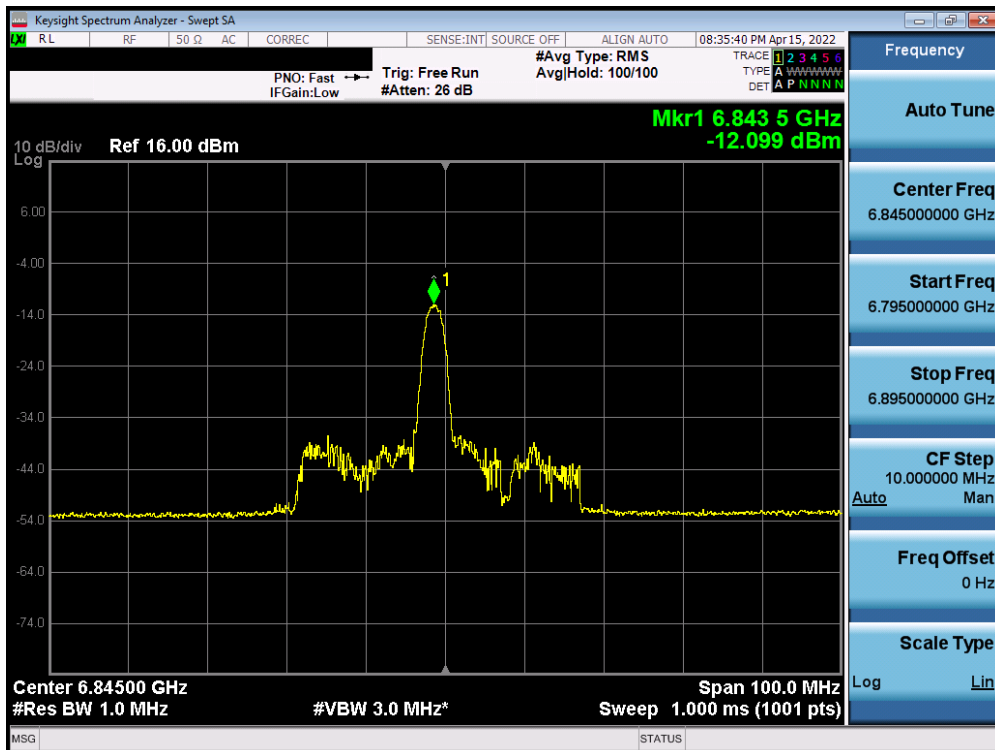 Keysight Spectrum Analyzer - Swept SA
LXI RL RF 50 Ω AC CORREC SENSE:INT SOURCE OFF ALIGN AUTO 08:35:40 PM Apr 15, 2022
PNO: Fast
IFGain:Low
Trig: Free Run
#Atten: 26 dB
#Avg Type: RMS
Avg|Hold: 100/100
TRACE 1 2 3 4 5 6
TYPE A WWWWW
DET A P N N N N
Mkr1 6.843 5 GHz
-12.099 dBm
10 dB/div Ref 16.00 dBm
Log
6.00
-4.00
1
-14.0
-24.0
-34.0
-44.0
-54.0
-64.0
-74.0
Center 6.84500 GHz Span 100.0 MHz
#Res BW 1.0 MHz #VBW 3.0 MHz* Sweep 1.000 ms (1001 pts)
MSG STATUS
Frequency
Auto Tune
Center Freq
6.845000000 GHz
Start Freq
6.795000000 GHz
Stop Freq
6.895000000 GHz
CF Step
10.000000 MHz
Auto Man
Freq Offset
0 Hz
Scale Type
Log Lin